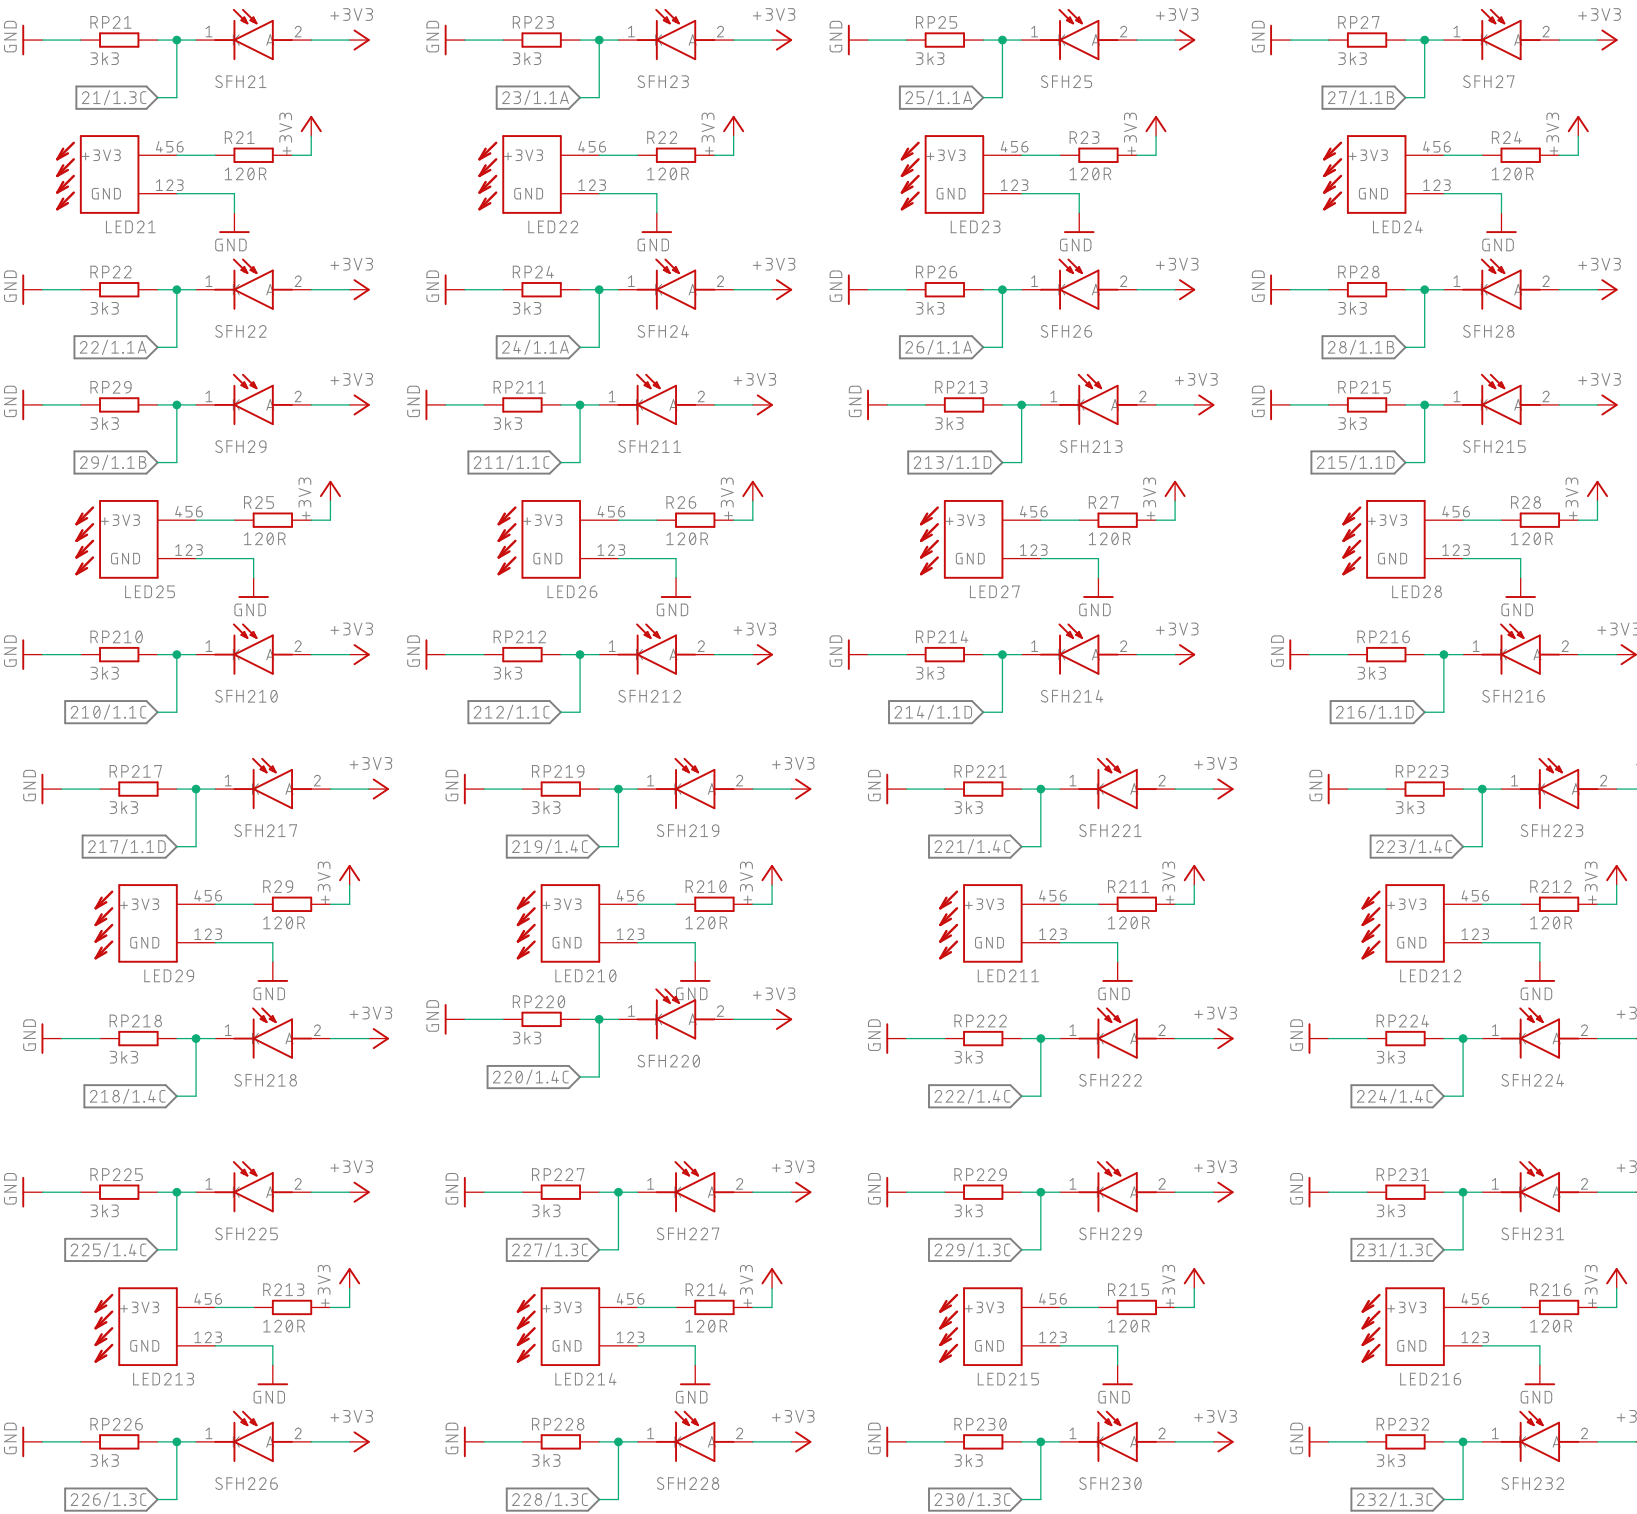 GND RP21 3k3 1 K A 2 +3V3 SFH21 21/1.3C
GND RP23 3k3 1 K A 2 +3V3 SFH23 23/1.1A
GND RP25 3k3 1 K A 2 +3V3 SFH25 25/1.1A
GND RP27 3k3 1 K A 2 +3V3 SFH27 27/1.1B
+3V3 GND 456 123 R21 120R +3V3 LED21 GND
+3V3 GND 456 123 R22 120R +3V3 LED22 GND
+3V3 GND 456 123 R23 120R +3V3 LED23 GND
+3V3 GND 456 123 R24 120R +3V3 LED24 GND
GND RP22 3k3 1 K A 2 +3V3 SFH22 22/1.1A
GND RP24 3k3 1 K A 2 +3V3 SFH24 24/1.1A
GND RP26 3k3 1 K A 2 +3V3 SFH26 26/1.1A
GND RP28 3k3 1 K A 2 +3V3 SFH28 28/1.1B
GND RP29 3k3 1 K A 2 +3V3 SFH29 29/1.1B
GND RP211 3k3 1 K A 2 +3V3 SFH211 211/1.1C
GND RP213 3k3 1 K A 2 +3V3 SFH213 213/1.1D
GND RP215 3k3 1 K A 2 +3V3 SFH215 215/1.1D
+3V3 GND 456 123 R25 120R +3V3 LED25 GND
+3V3 GND 456 123 R26 120R +3V3 LED26 GND
+3V3 GND 456 123 R27 120R +3V3 LED27 GND
+3V3 GND 456 123 R28 120R +3V3 LED28 GND
GND RP210 3k3 1 K A 2 +3V3 SFH210 210/1.1C
GND RP212 3k3 1 K A 2 +3V3 SFH212 212/1.1C
GND RP214 3k3 1 K A 2 +3V3 SFH214 214/1.1D
GND RP216 3k3 1 K A 2 +3V3 SFH216 216/1.1D
GND RP217 3k3 1 K A 2 +3V3 SFH217 217/1.1D
GND RP219 3k3 1 K A 2 +3V3 SFH219 219/1.4C
GND RP221 3k3 1 K A 2 +3V3 SFH221 221/1.4C
GND RP223 3k3 1 K A 2 SFH223 223/1.4C
+3V3 GND 456 123 R29 120R +3V3 LED29 GND
+3V3 GND 456 123 R210 120R +3V3 LED210 GND
+3V3 GND 456 123 R211 120R +3V3 LED211 GND
+3V3 GND 456 123 R212 120R +3V3 LED212 GND
GND RP218 3k3 1 K A 2 +3V3 SFH218 218/1.4C
GND RP220 3k3 1 K A 2 +3V3 SFH220 220/1.4C
GND RP222 3k3 1 K A 2 +3V3 SFH222 222/1.4C
GND RP224 3k3 1 K A 2 +3 SFH224 224/1.4C
GND RP225 3k3 1 K A 2 +3V3 SFH225 225/1.4C
GND RP227 3k3 1 K A 2 +3V3 SFH227 227/1.3C
GND RP229 3k3 1 K A 2 +3V3 SFH229 229/1.3C
GND RP231 3k3 1 K A 2 +3 SFH231 231/1.3C
+3V3 GND 456 123 R213 120R +3V3 LED213 GND
+3V3 GND 456 123 R214 120R +3V3 LED214 GND
+3V3 GND 456 123 R215 120R +3V3 LED215 GND
+3V3 GND 456 123 R216 120R +3V3 LED216 GND
GND RP226 3k3 1 K A 2 +3V3 SFH226 226/1.3C
GND RP228 3k3 1 K A 2 +3V3 SFH228 228/1.3C
GND RP230 3k3 1 K A 2 +3V3 SFH230 230/1.3C
GND RP232 3k3 1 K A 2 +3 SFH232 232/1.3C